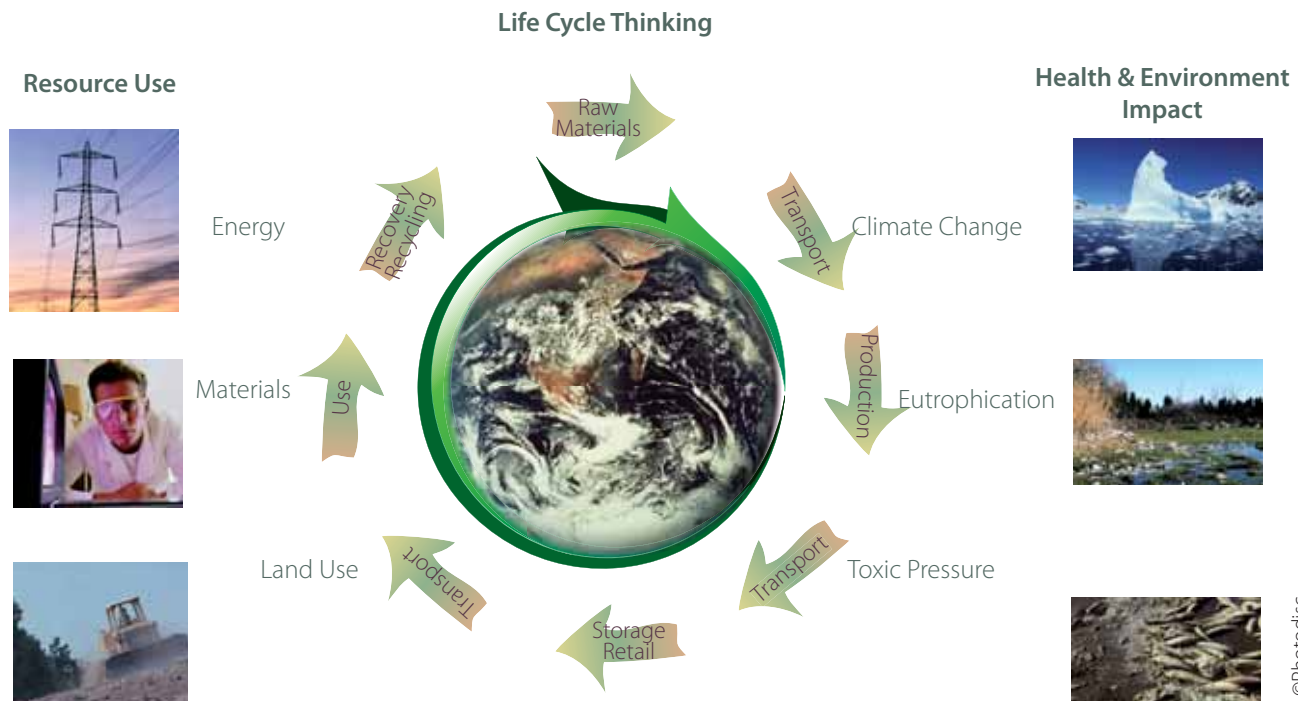 Life Cycle Thinking
Resource Use
Health & Environment
Impact
Raw
Materials
Transport
Production
Transport
Storage
Retail
Transport
Use
Recovery
Recycling
Energy
Materials
Land Use
Climate Change
Eutrophication
Toxic Pressure
©Photodisc